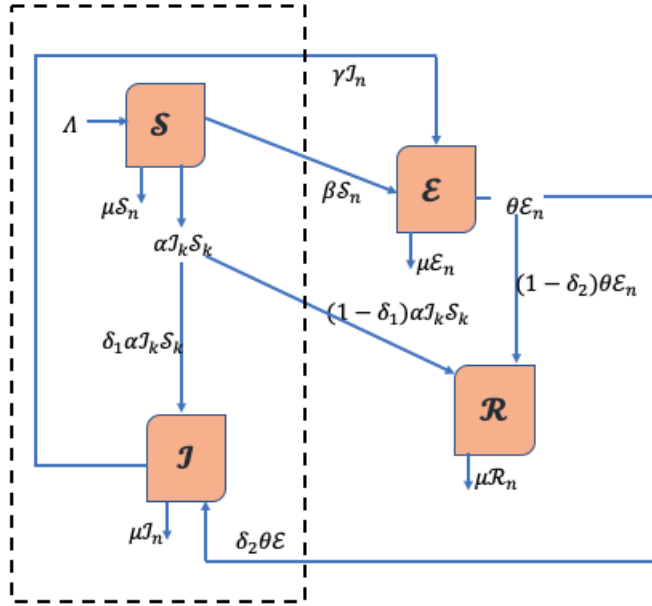 γℐₙ
Λ
𝓢
μ𝒮ₙ
β𝒮ₙ
𝓔
θℰₙ
αℐₖ𝒮ₖ
μℰₙ
(1 − δ₂)θℰₙ
(1 − δ₁)αℐₖ𝒮ₖ
δ₁αℐₖ𝒮ₖ
𝓡
𝓘
μℛₙ
μℐₙ
δ₂θℰ